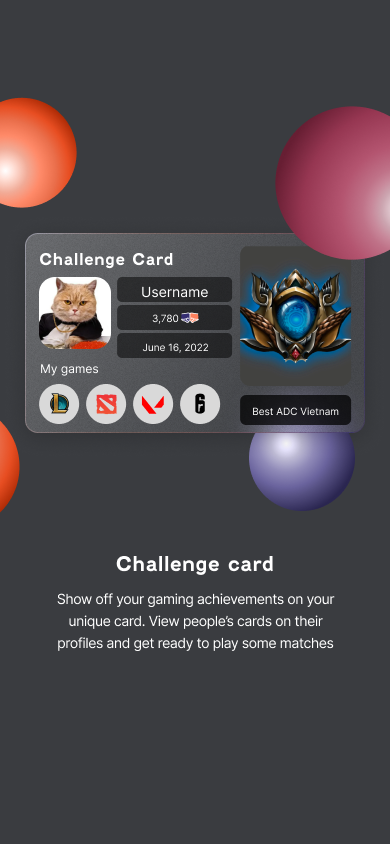 Challenge Card
Username
3,780
June 16, 2022
My games
Best ADC Vietnam
Challenge card
Show off your gaming achievements on your
unique card. View people’s cards on their
profiles and get ready to play some matches